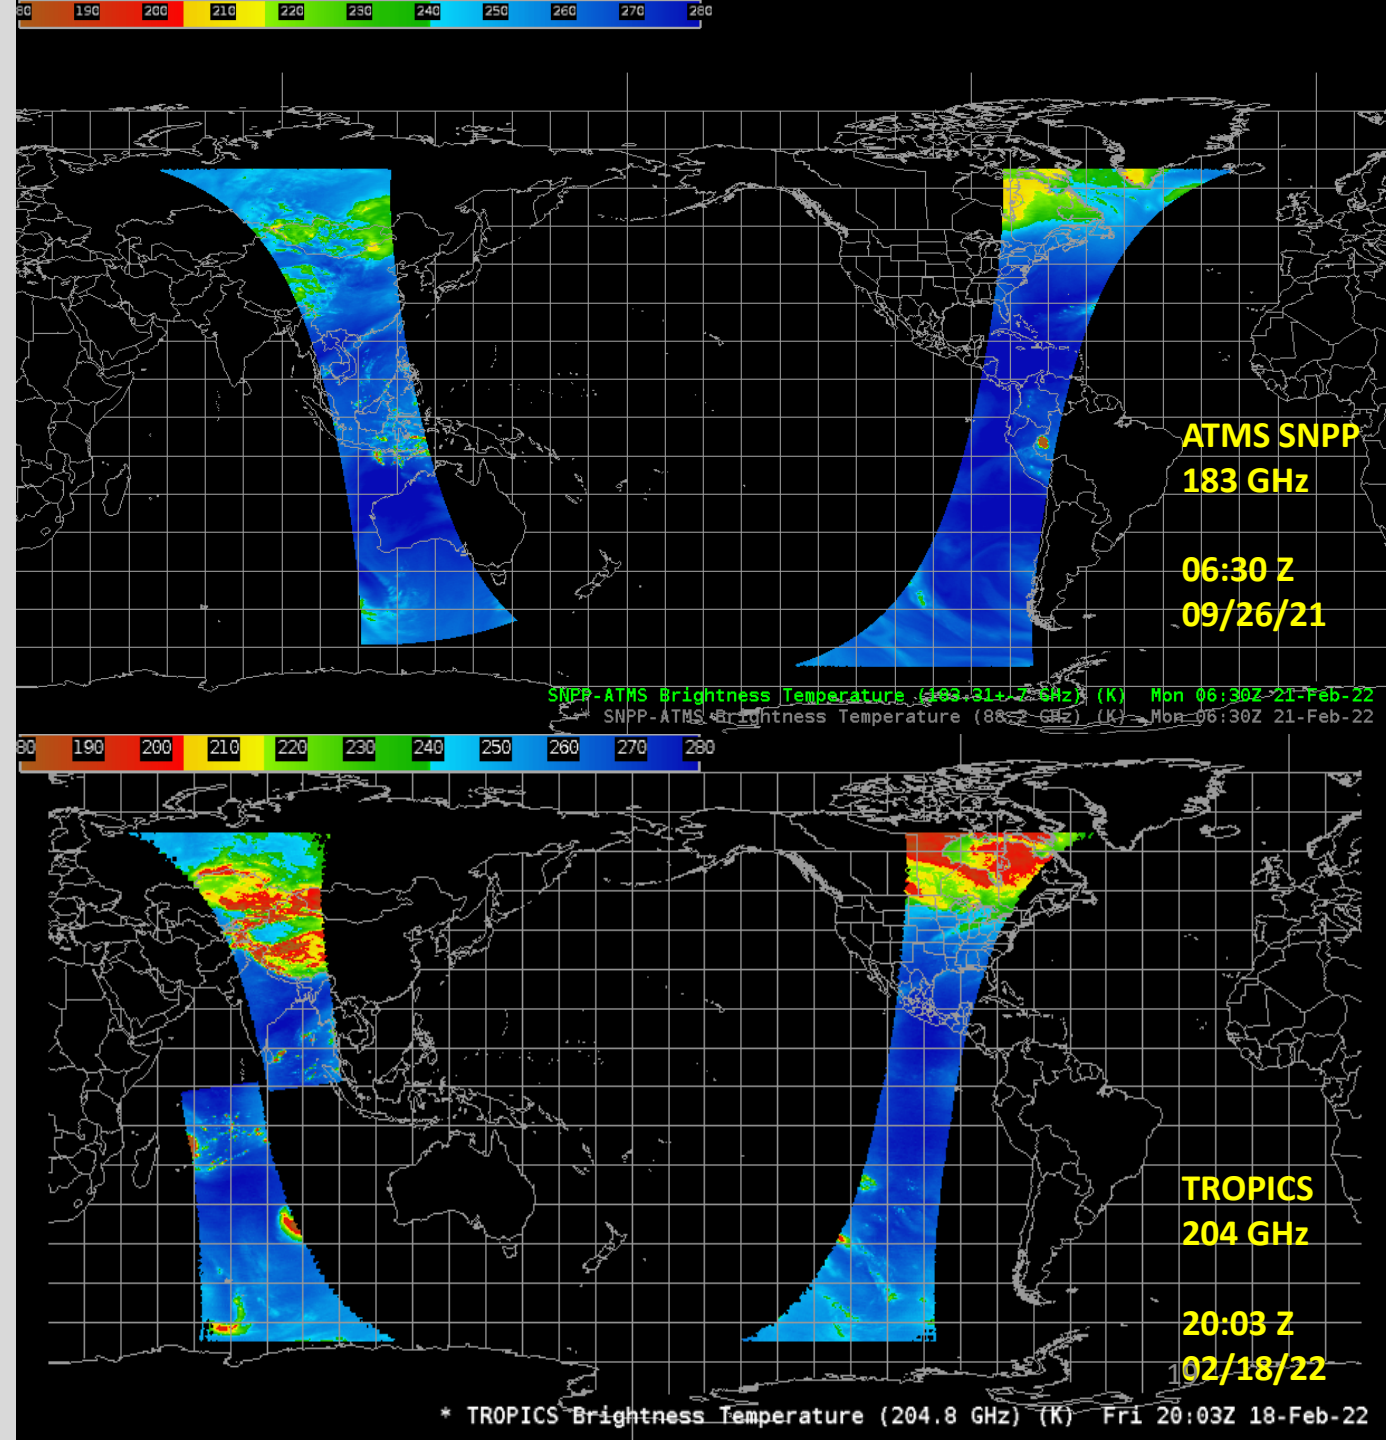 80 190 200 210 220 230 240 250 260 270 280
ATMS SNPP
183 GHz
06:30 Z
09/26/21
SNPP-ATMS Brightness Temperature (183.31+-7 GHz) (K) Mon 06:30Z 21-Feb-22
SNPP-ATMS Brightness Temperature (88.2 GHz) (K) Mon 06:30Z 21-Feb-22
80 190 200 210 220 230 240 250 260 270 280
TROPICS
204 GHz
20:03 Z
19
02/18/22
* TROPICS Brightness Temperature (204.8 GHz) (K) Fri 20:03Z 18-Feb-22